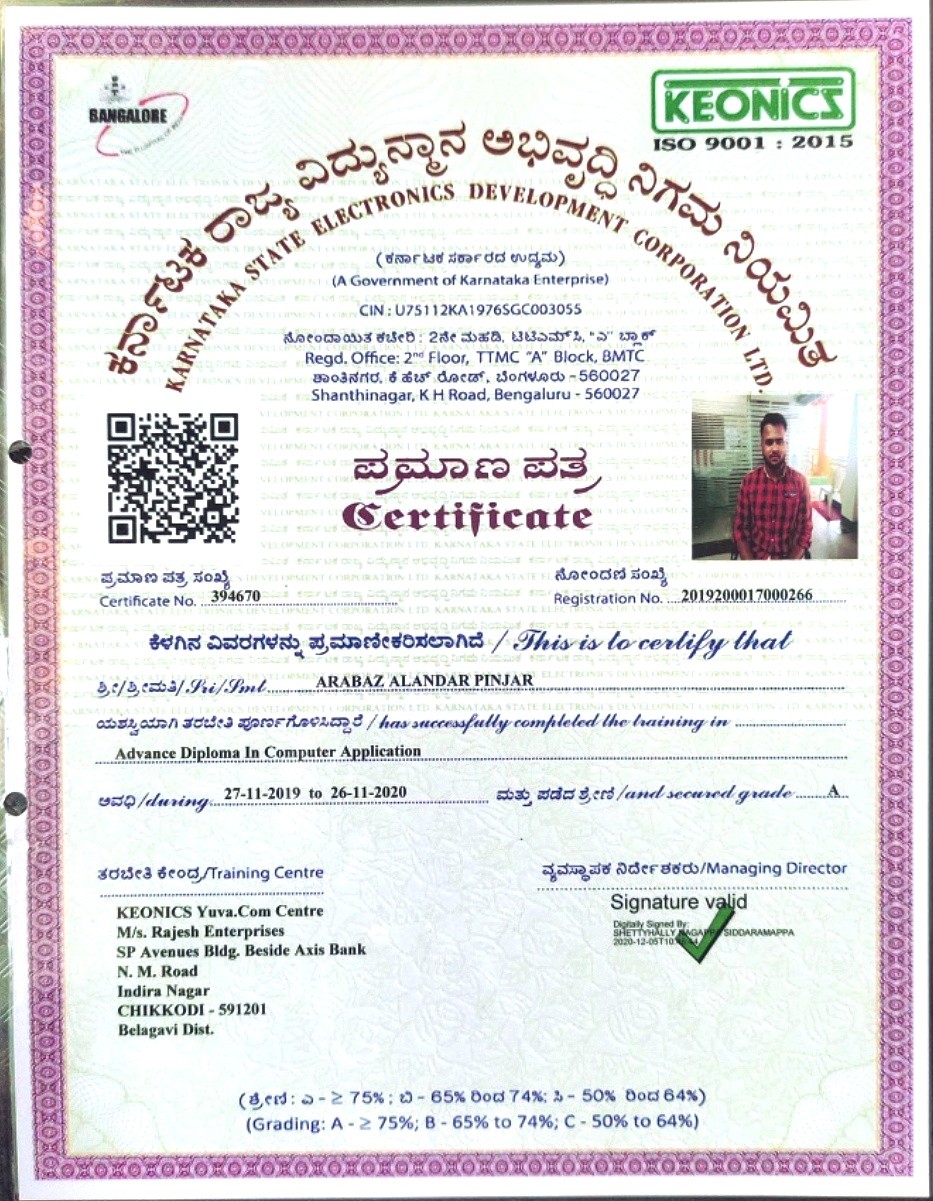 BANGALORE
KEONICS
ISO 9001 : 2015
ಕರ್ನಾಟಕ ರಾಜ್ಯ ವಿದ್ಯುನ್ಮಾನ ಅಭಿವೃದ್ಧಿ ನಿಗಮ ನಿಯಮಿತ
KARNATAKA STATE ELECTRONICS DEVELOPMENT CORPORATION LTD.
(ಕರ್ನಾಟಕ ಸರ್ಕಾರದ ಉದ್ಯಮ)
(A Government of Karnataka Enterprise)
CIN : U75112KA1976SGC003055
ನೋಂದಾಯಿತ ಕಚೇರಿ : 2ನೇ ಮಹಡಿ, ಟಿಟಿಎಮ್‌ಸಿ, "ಎ" ಬ್ಲಾಕ್
Regd. Office: 2nd Floor, TTMC "A" Block, BMTC
ಶಾಂತಿನಗರ, ಕೆ ಹೆಚ್ ರೋಡ್, ಬೆಂಗಳೂರು - 560027
Shanthinagar, K H Road, Bengaluru - 560027
ಪ್ರಮಾಣ ಪತ್ರ
Certificate
ಪ್ರಮಾಣ ಪತ್ರ ಸಂಖ್ಯೆ
Certificate No. 394670
ನೋಂದಣಿ ಸಂಖ್ಯೆ
Registration No. 2019200017000266
ಕೆಳಗಿನ ವಿವರಗಳನ್ನು ಪ್ರಮಾಣೀಕರಿಸಲಾಗಿದೆ / This is to certify that
ಶ್ರೀ/ಶ್ರೀಮತಿ/Sri/Smt. ARABAZ ALANDAR PINJAR
ಯಶಸ್ವಿಯಾಗಿ ತರಬೇತಿ ಪೂರ್ಣಗೊಳಿಸಿದ್ದಾರೆ / has successfully completed the training in
Advance Diploma In Computer Application
ಅವಧಿ/during 27-11-2019 to 26-11-2020 ಮತ್ತು ಪಡೆದ ಶ್ರೇಣಿ/and secured grade A
ತರಬೇತಿ ಕೇಂದ್ರ/Training Centre
KEONICS Yuva.Com Centre
M/s. Rajesh Enterprises
SP Avenues Bldg. Beside Axis Bank
N. M. Road
Indira Nagar
CHIKKODI - 591201
Belagavi Dist.
ವ್ಯವಸ್ಥಾಪಕ ನಿರ್ದೇಶಕರು/Managing Director
Signature valid
Digitally Signed By:
SHETTYHALLY NAGAPPA SIDDARAMAPPA
(ಶ್ರೇಣಿ : ಎ - ≥ 75% ; ಬಿ - 65% ರಿಂದ 74%; ಸಿ - 50% ರಿಂದ 64%)
(Grading: A - ≥ 75%; B - 65% to 74%; C - 50% to 64%)